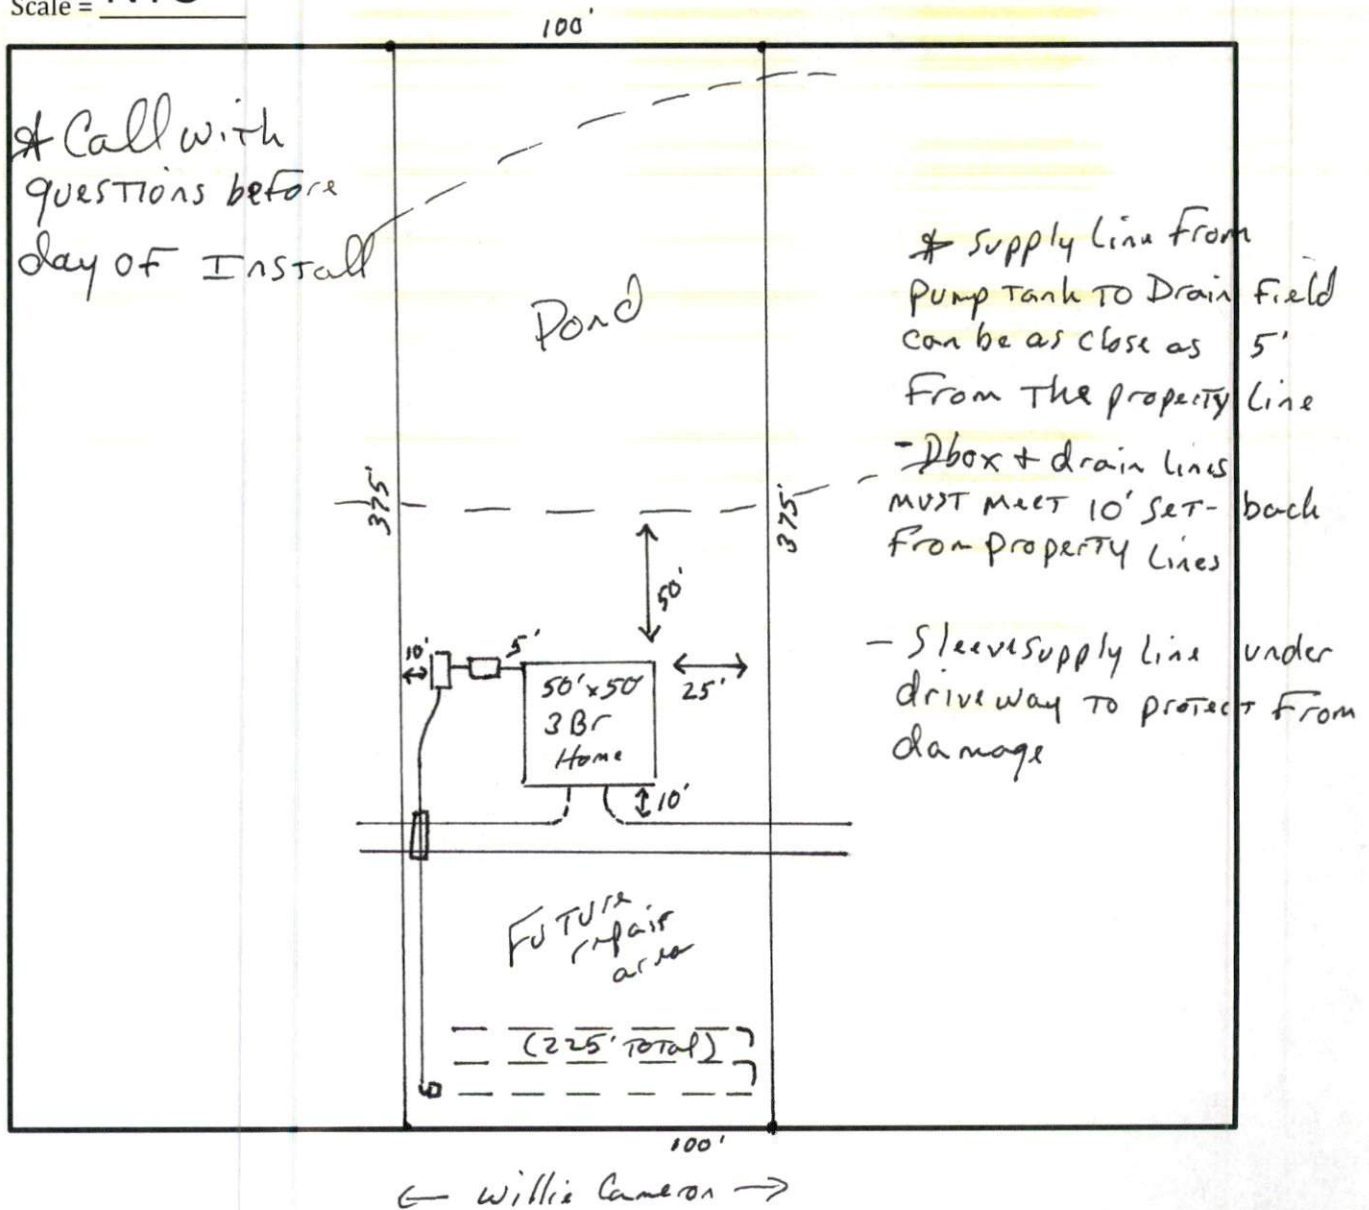 Scale = NTS
100'
* Call with
questions before
day of Install
Pond
* Supply line from
pump tank to Drain field
can be as close as 5'
from the property line
- Dbox + drain lines
must meet 10' set-back
from property lines
- Sleeve supply line under
driveway to protect from
damage
375'
375'
50'
10'
5'
25'
50'x50'
3 Br
Home
10'
Future
repair
area
(225' Total)
100'
← Willie Cameron →